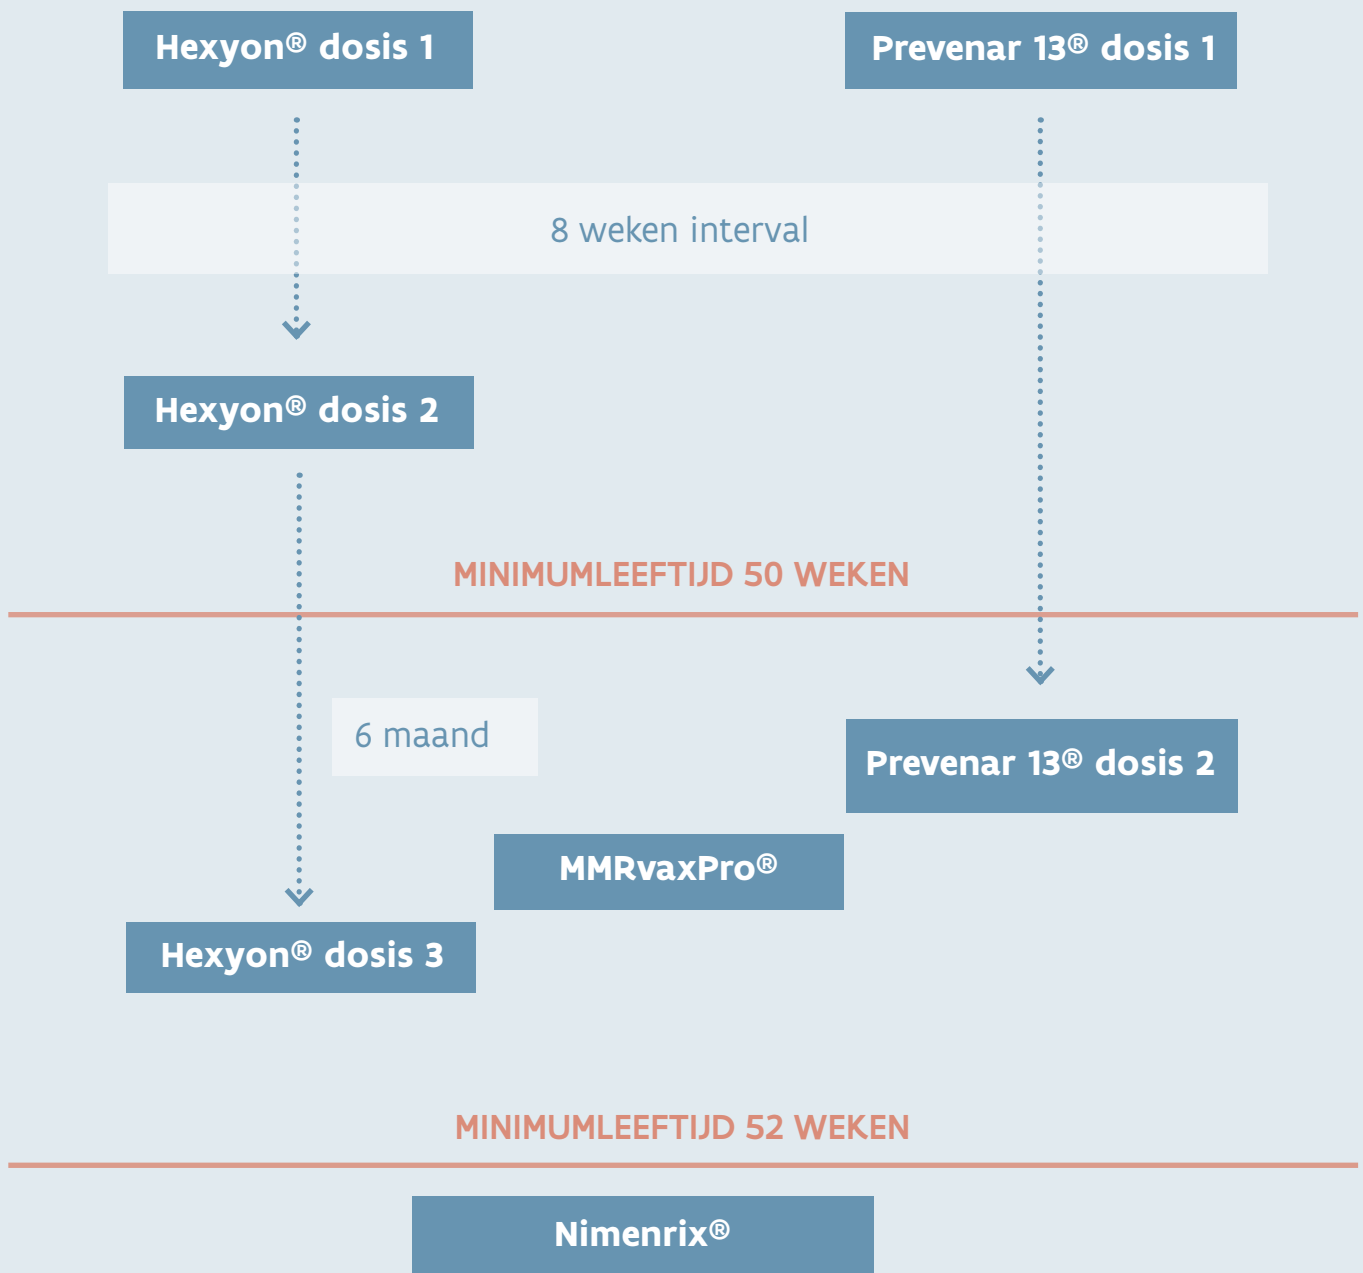 Hexyon® dosis 1
Prevenar 13® dosis 1
8 weken interval
Hexyon® dosis 2
MINIMUMLEEFTIJD 50 WEKEN
6 maand
Prevenar 13® dosis 2
MMRvaxPro®
Hexyon® dosis 3
MINIMUMLEEFTIJD 52 WEKEN
Nimenrix®